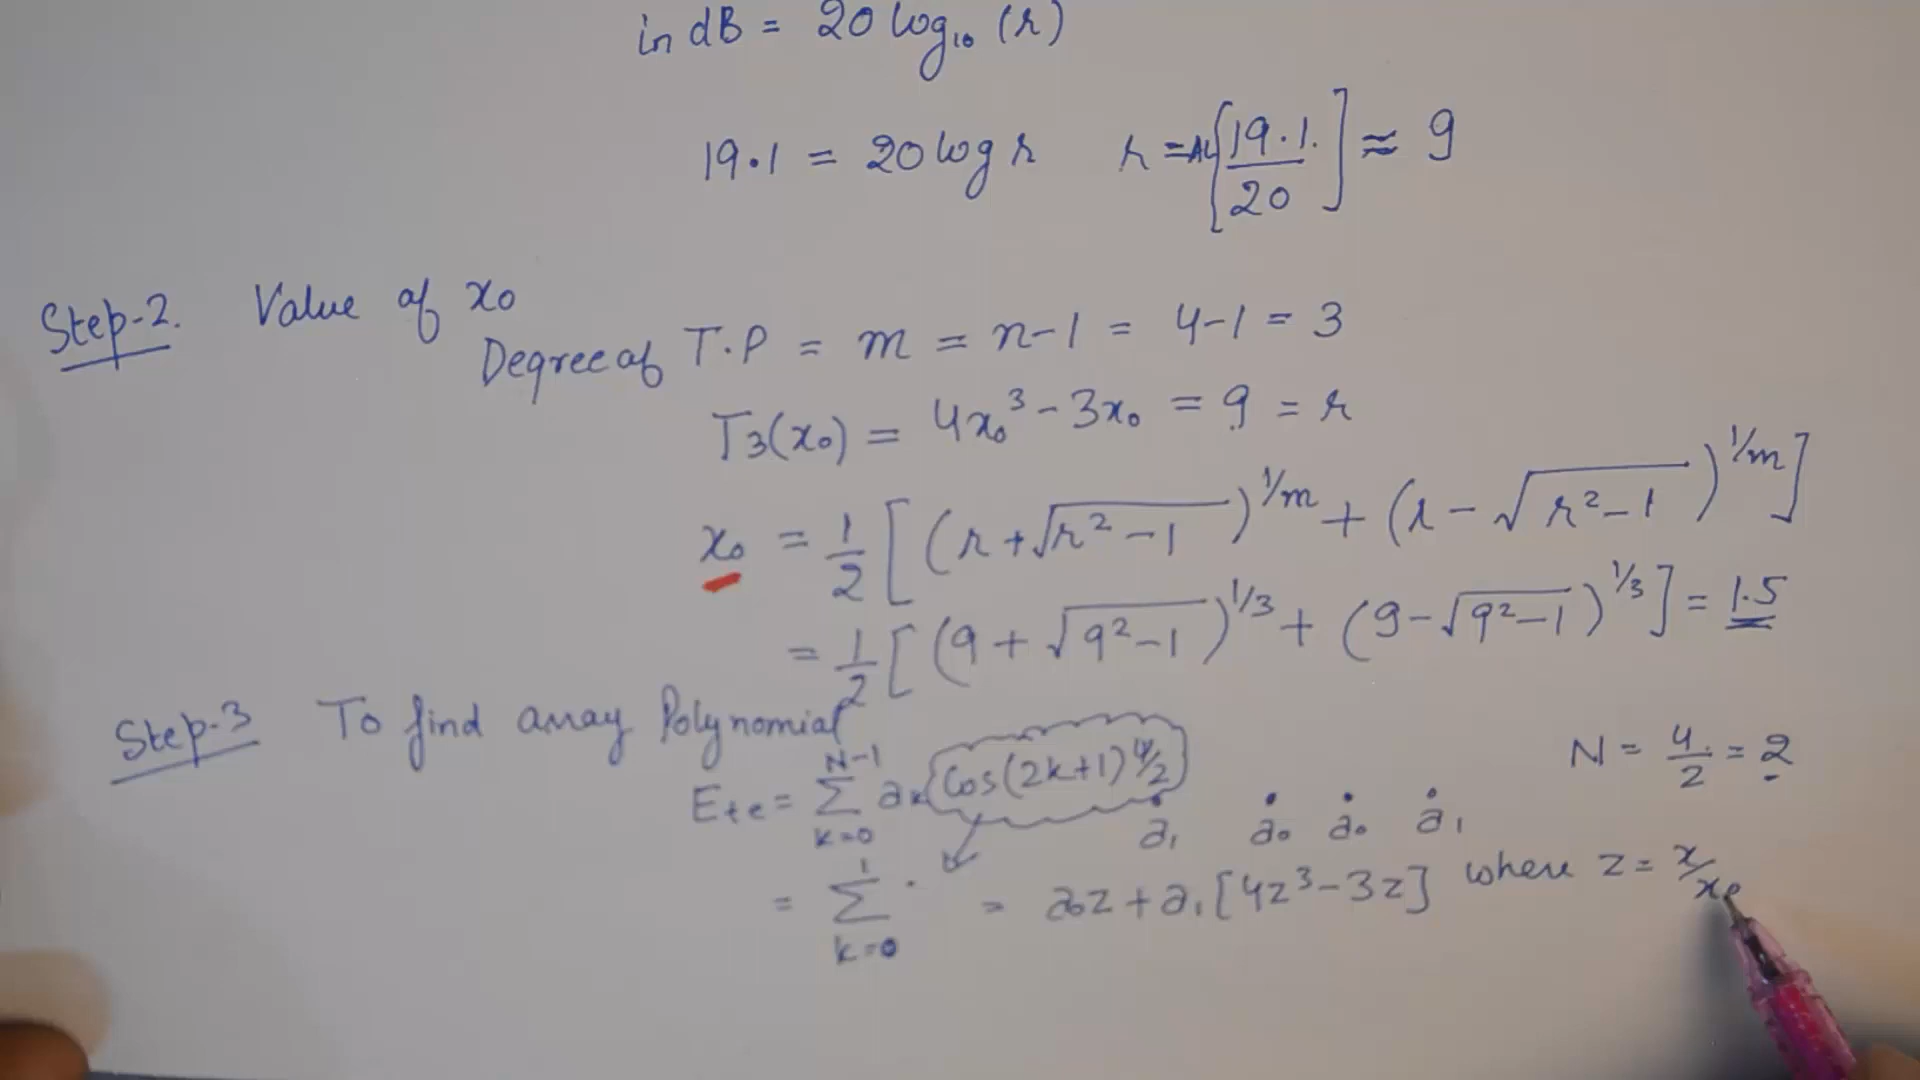 in dB = 20 log₁₀ (r)
19.1 = 20 log r r = AL[19.1/20] ≈ 9
Step-2. Value of x₀
Degree of T.P = m = n-1 = 4-1 = 3
T₃(x₀) = 4x₀³ - 3x₀ = 9 = r
x₀ = 1/2 [(r + √(r²-1))^1/m + (r - √(r²-1))^1/m]
= 1/2 [(9 + √(9²-1))^1/3 + (9 - √(9²-1))^1/3] = 1.5
Step-3 To find array Polynomial
N = 4/2 = 2
Ete = Σ_{k=0}^{N-1} aₖ cos(2k+1) ψ/2
a₁ a₀ a₀ a₁
= Σ_{k=0}^{1} . = a₀z + a₁[4z³ - 3z] where z = x/x₀